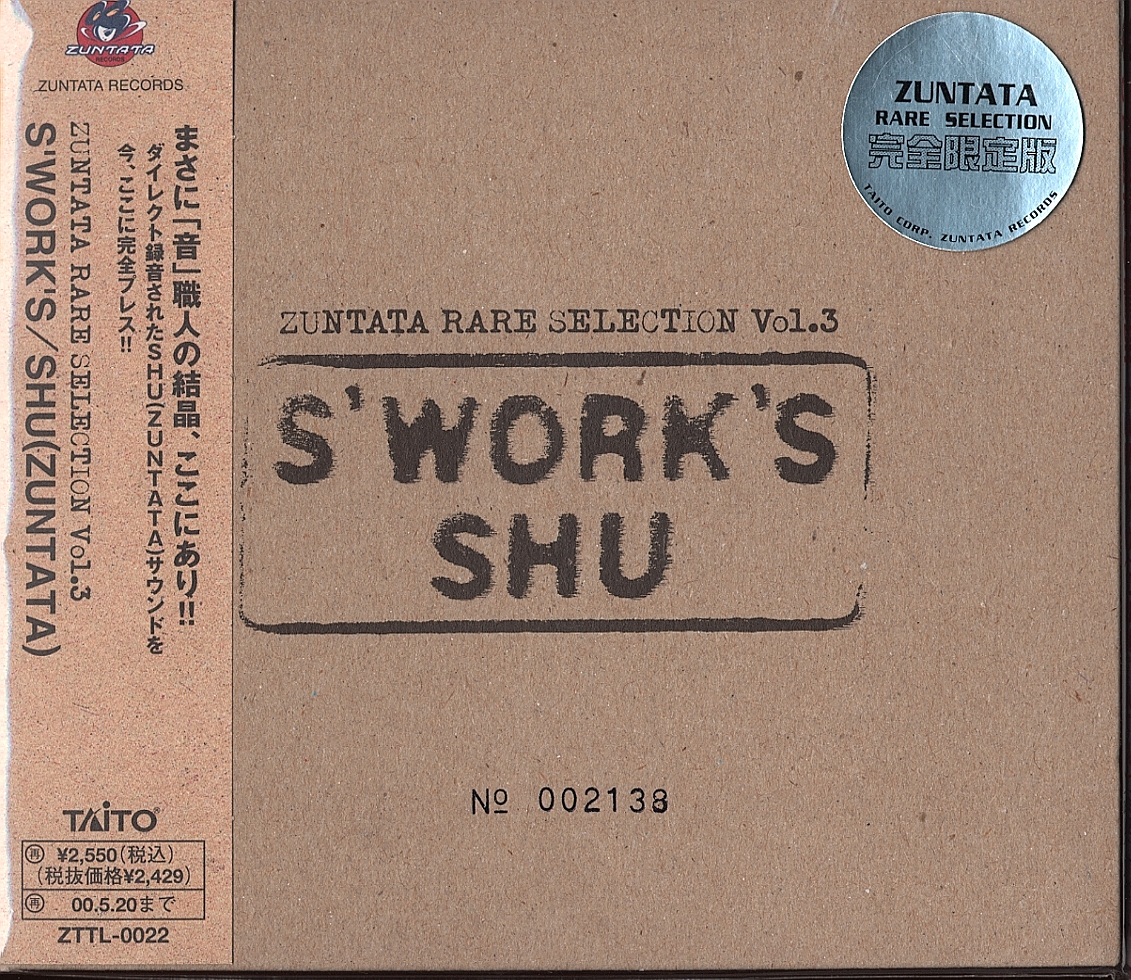 ZUNTATA
RECORDS
ZUNTATA RECORDS
まさに「音」職人の結晶、ここにあり!!
ダイレクト録音されたSHU(ZUNTATA)サウンドを
今、ここに完全プレス!!
ZUNTATA RARE SELECTION Vol.3
S'WORK'S/SHU(ZUNTATA)
TAITO®
再 ¥2,550(税込)
(税抜価格¥2,429)
再 00.5.20まで
ZTTL-0022
ZUNTATA
RARE SELECTION
完全限定版
TAITO CORP. ZUNTATA RECORDS
ZUNTATA RARE SELECTION Vol.3
S'WORK'S
SHU
№ 002138